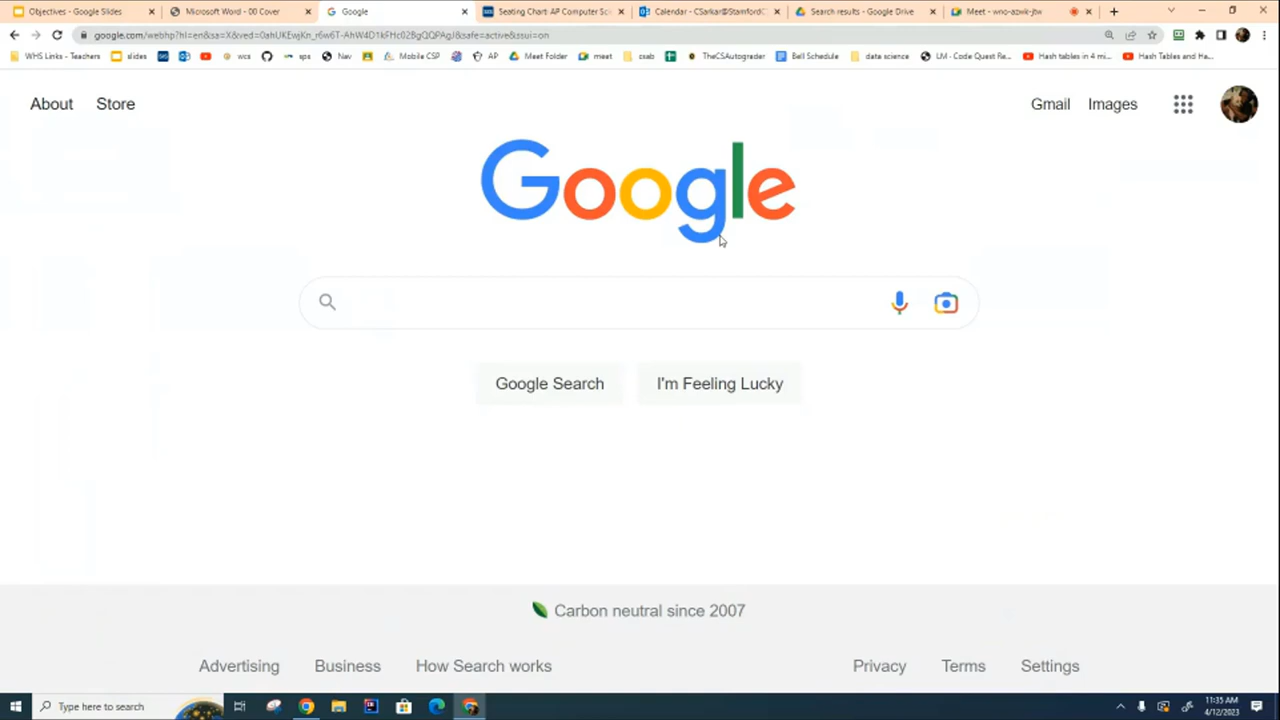 Objectives - Google Slides
Microsoft Word - 00 Cover
Google
Seating Chart: AP Computer Sci
Calendar - CSarkar@StamfordCT
Search results - Google Drive
Meet - wno-azwk-jtw
WHS Links - Teachers
slides
wcs
sps
Nav
Mobile CSP
AP
Meet Folder
meet
csab
TheCSAutograder
Bell Schedule
data science
LM - Code Quest Re...
Hash tables in 4 mi...
Hash Tables and Ha...
About
Store
Gmail
Images
Google
Google Search
I'm Feeling Lucky
Carbon neutral since 2007
Advertising
Business
How Search works
Privacy
Terms
Settings
Type here to search
11:35 AM
4/12/2023